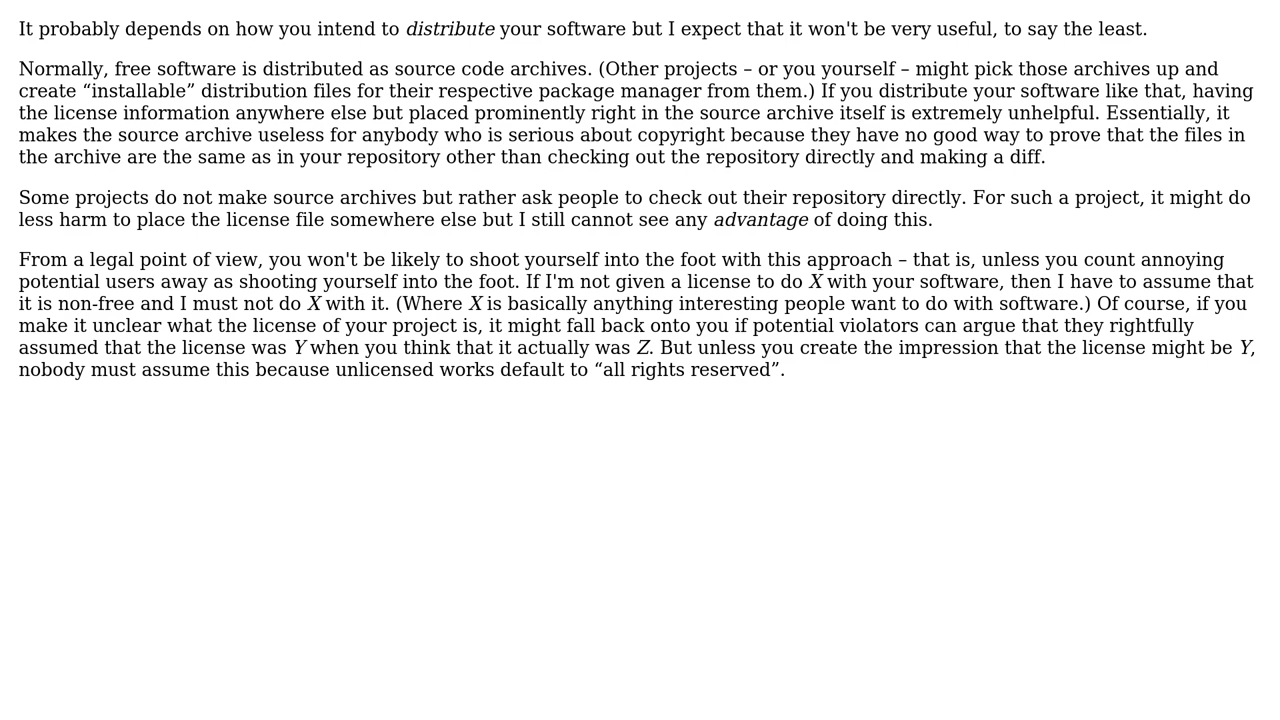 It probably depends on how you intend to distribute your software but I expect that it won't be very useful, to say the least.
Normally, free software is distributed as source code archives. (Other projects – or you yourself – might pick those archives up and
create “installable” distribution files for their respective package manager from them.) If you distribute your software like that, having
the license information anywhere else but placed prominently right in the source archive itself is extremely unhelpful. Essentially, it
makes the source archive useless for anybody who is serious about copyright because they have no good way to prove that the files in
the archive are the same as in your repository other than checking out the repository directly and making a diff.
Some projects do not make source archives but rather ask people to check out their repository directly. For such a project, it might do
less harm to place the license file somewhere else but I still cannot see any advantage of doing this.
From a legal point of view, you won't be likely to shoot yourself into the foot with this approach – that is, unless you count annoying
potential users away as shooting yourself into the foot. If I'm not given a license to do X with your software, then I have to assume that
it is non-free and I must not do X with it. (Where X is basically anything interesting people want to do with software.) Of course, if you
make it unclear what the license of your project is, it might fall back onto you if potential violators can argue that they rightfully
assumed that the license was Y when you think that it actually was Z. But unless you create the impression that the license might be Y,
nobody must assume this because unlicensed works default to “all rights reserved”.